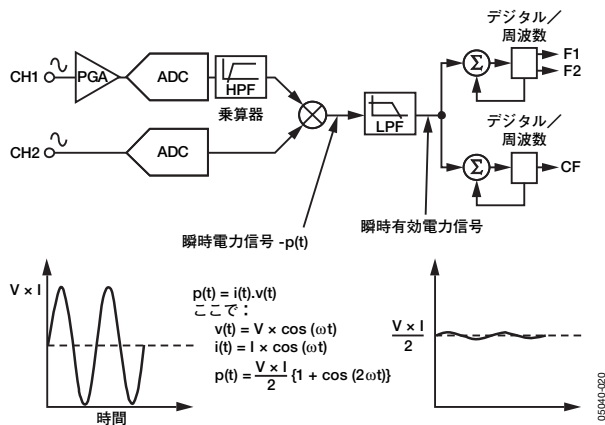 デジタル／
周波数
F1
F2
CH1
PGA
ADC
HPF
乗算器
LPF
Σ
CH2
ADC
デジタル／
周波数
Σ
CF
瞬時電力信号 -p(t)
瞬時有効電力信号
V × I
p(t) = i(t).v(t)
ここで：
v(t) = V × cos (ωt)
i(t) = I × cos (ωt)
p(t) = V × I / 2 {1 + cos (2ωt)}
時間
V × I
2
05040-020